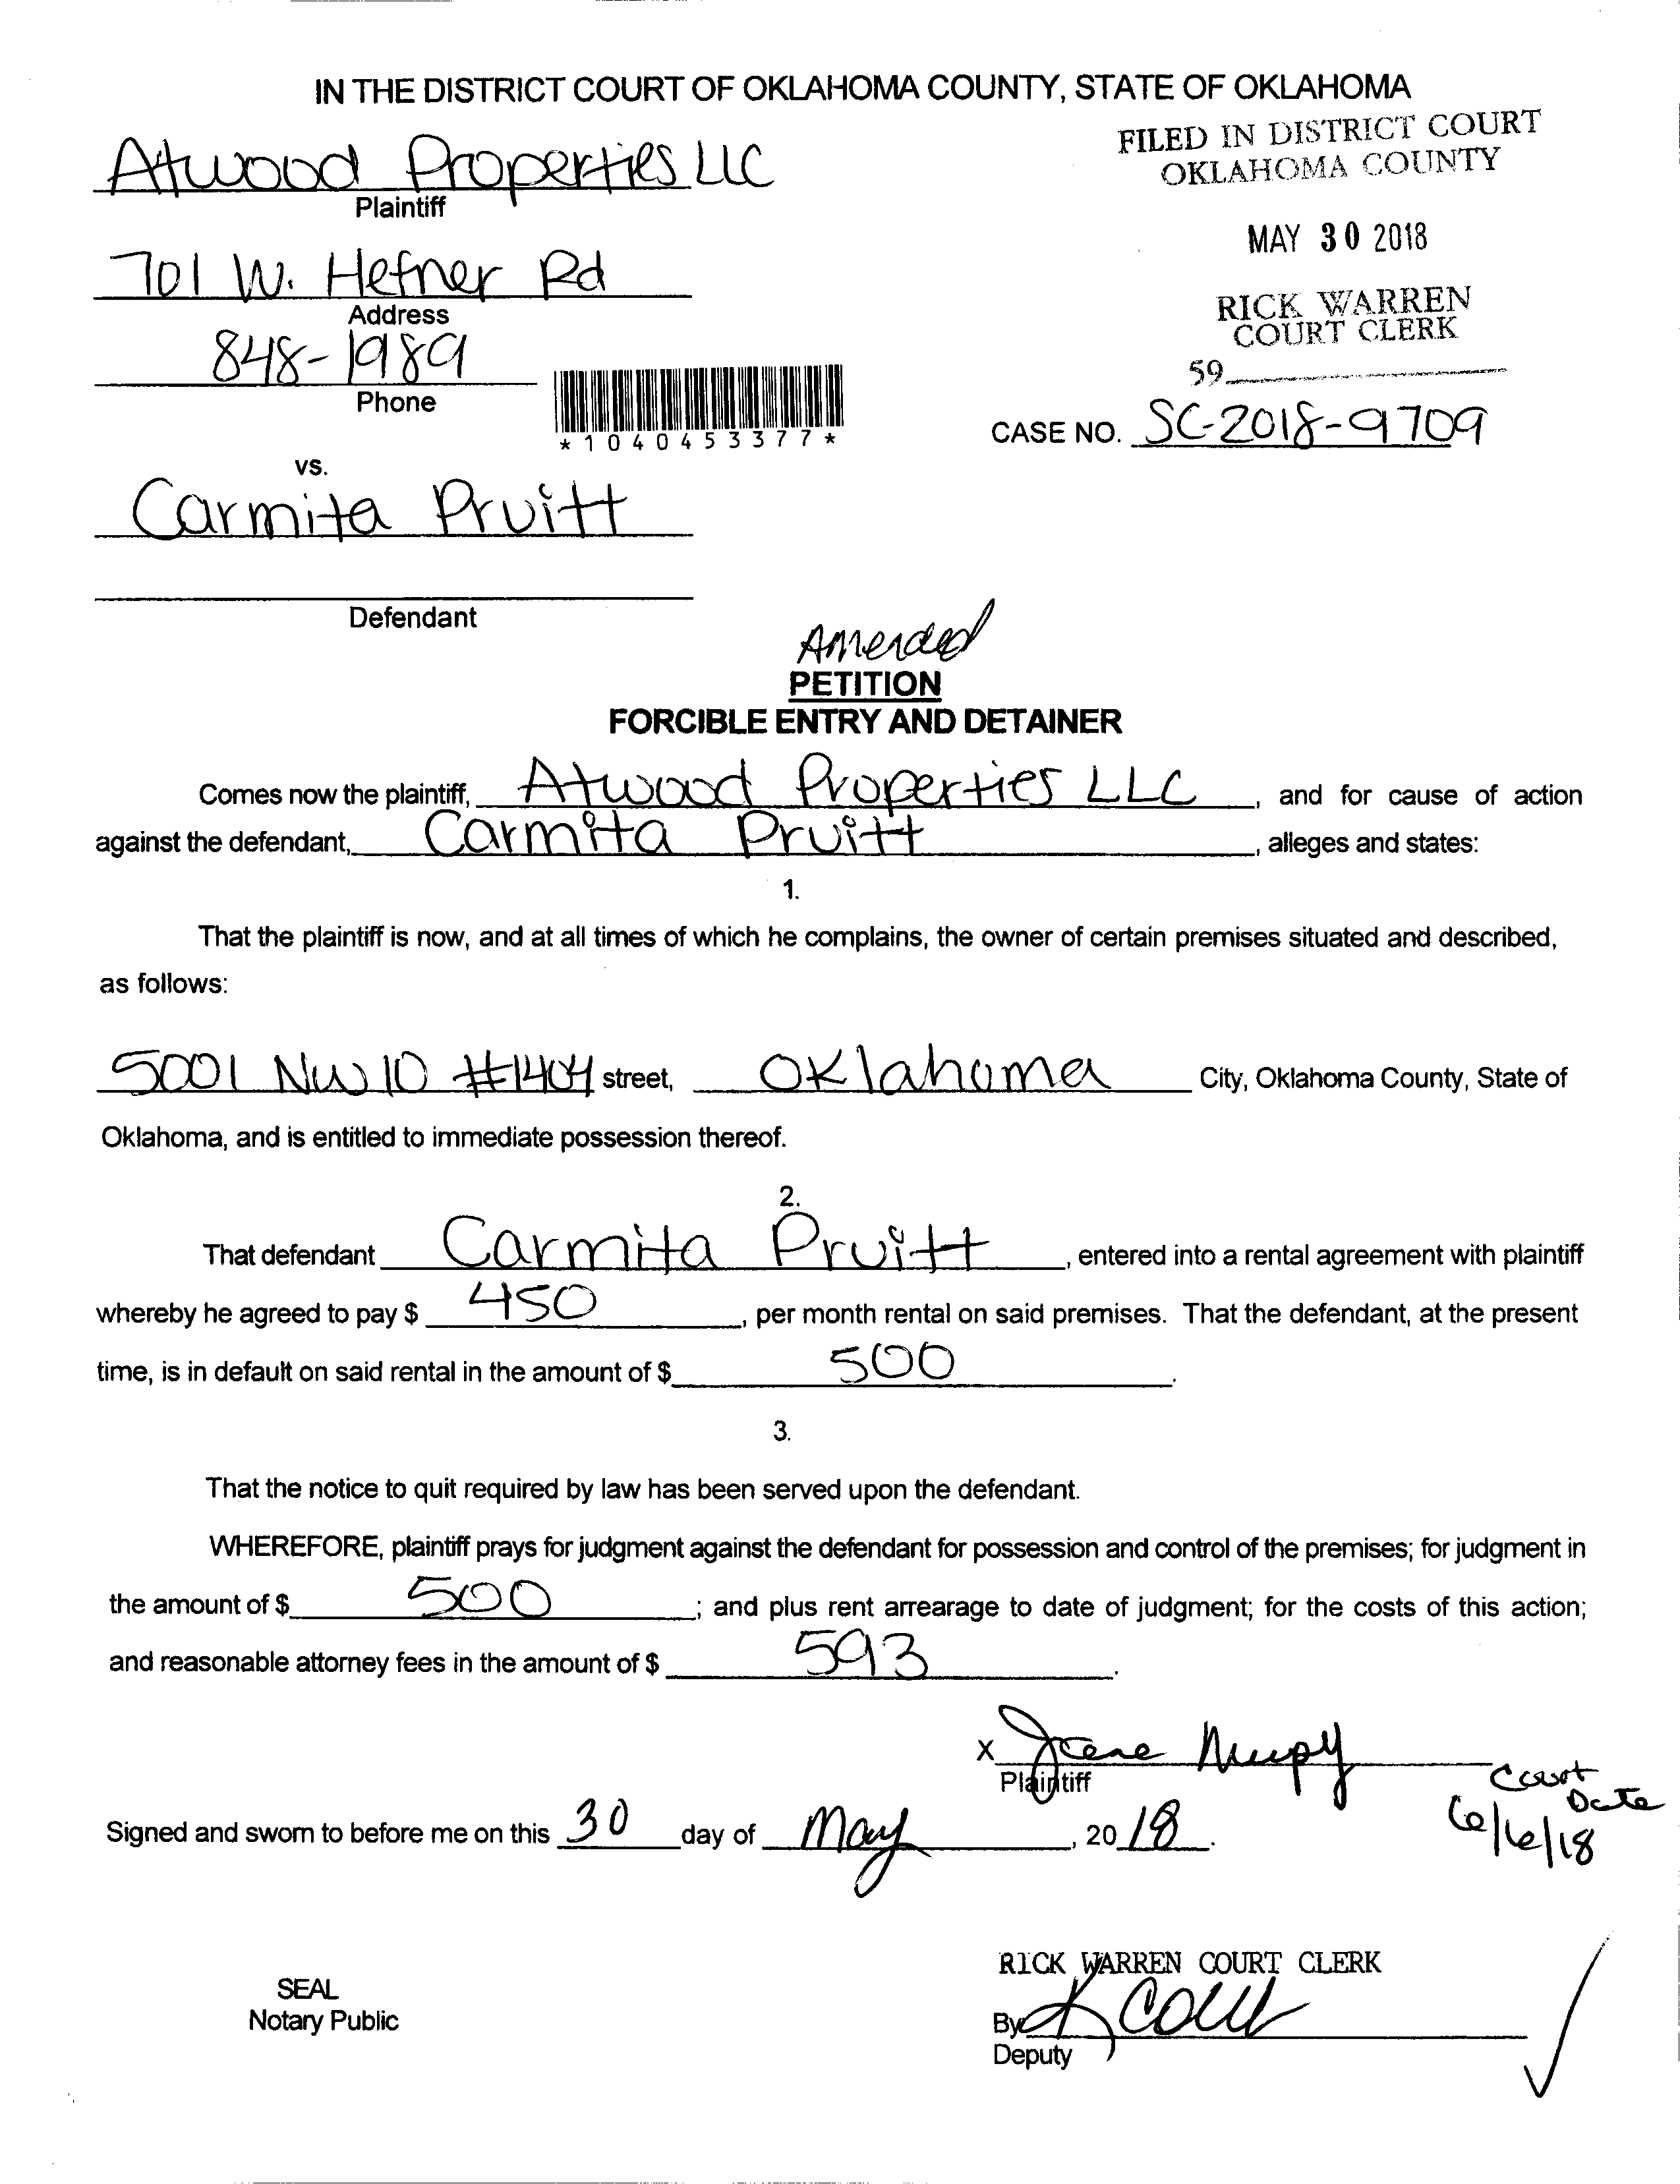 IN THE DISTRICT COURT OF OKLAHOMA COUNTY, STATE OF OKLAHOMA
FILED IN DISTRICT COURT
OKLAHOMA COUNTY
Atwood Properties LLC
Plaintiff
MAY 30 2018
701 W. Hefner Rd
Address
RICK WARREN
COURT CLERK
848-1989
Phone
59
*1040453377*
CASE NO. SC-2018-9709
vs.
Carmita Pruitt
Defendant
Amended
PETITION
FORCIBLE ENTRY AND DETAINER
Comes now the plaintiff, Atwood Properties LLC, and for cause of action
against the defendant, Carmita Pruitt, alleges and states:
1.
That the plaintiff is now, and at all times of which he complains, the owner of certain premises situated and described,
as follows:
5001 NW 10 #1404 street, Oklahoma City, Oklahoma County, State of
Oklahoma, and is entitled to immediate possession thereof.
2.
That defendant Carmita Pruitt, entered into a rental agreement with plaintiff
whereby he agreed to pay $ 450, per month rental on said premises. That the defendant, at the present
time, is in default on said rental in the amount of $ 500.
3.
That the notice to quit required by law has been served upon the defendant.
WHEREFORE, plaintiff prays for judgment against the defendant for possession and control of the premises; for judgment in
the amount of $ 500; and plus rent arrearage to date of judgment; for the costs of this action;
and reasonable attorney fees in the amount of $ 593.
X
Plaintiff
Court
Date
6/6/18
Signed and sworn to before me on this 30 day of May, 2018.
RICK WARREN COURT CLERK
SEAL
Notary Public
By
Deputy